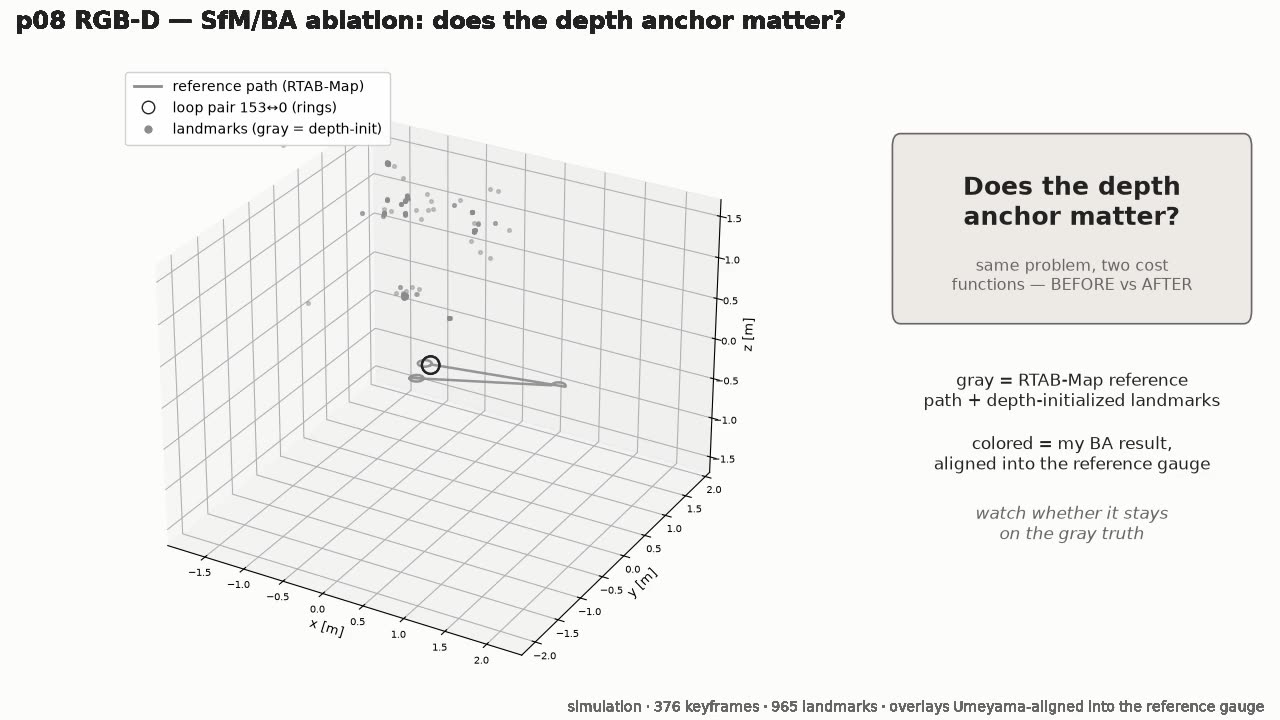 p08 RGB-D — SfM/BA ablation: does the depth anchor matter?
reference path (RTAB-Map)
loop pair 153↔0 (rings)
landmarks (gray = depth-init)
Does the depth
anchor matter?
same problem, two cost
functions — BEFORE vs AFTER
gray = RTAB-Map reference
path + depth-initialized landmarks
colored = my BA result,
aligned into the reference gauge
watch whether it stays
on the gray truth
1.5
1.0
0.5
0.0
−0.5
−1.0
−1.5
z [m]
2.0
1.5
1.0
0.5
0.0
−0.5
−1.0
−1.5
−2.0
y [m]
−1.5
−1.0
−0.5
0.0
0.5
1.0
1.5
2.0
x [m]
simulation · 376 keyframes · 965 landmarks · overlays Umeyama-aligned into the reference gauge